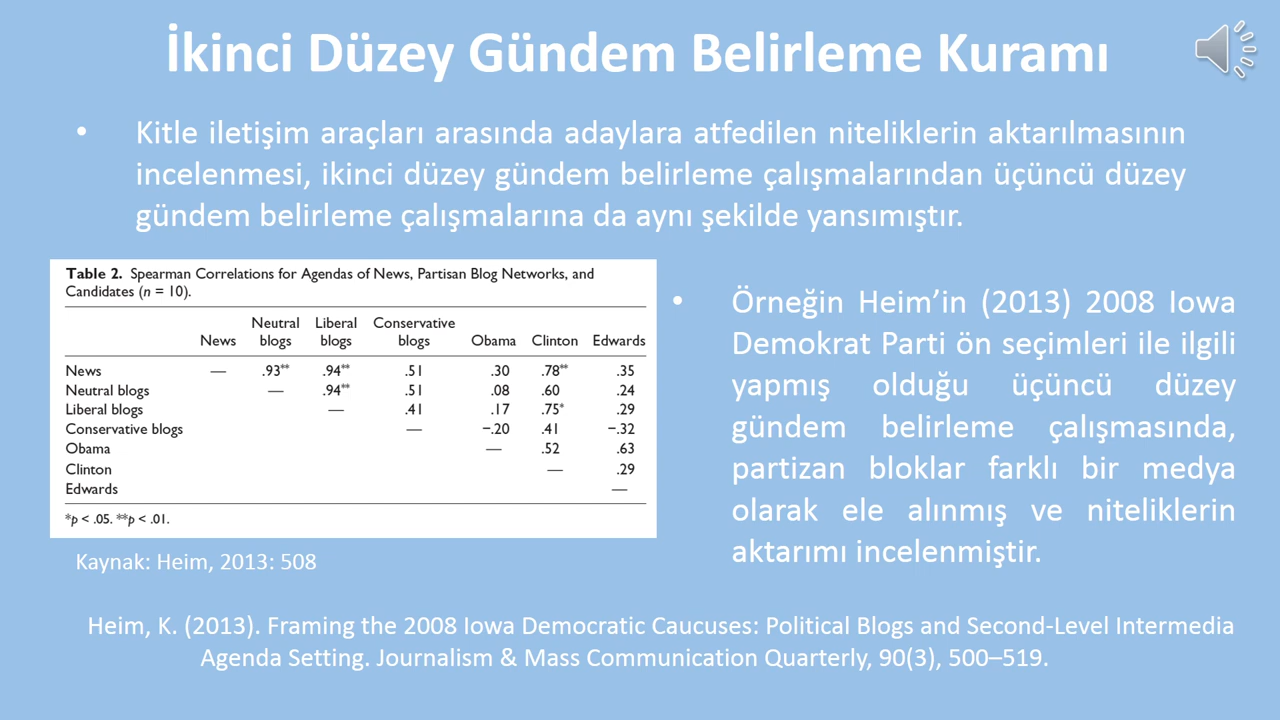 İkinci Düzey Gündem Belirleme Kuramı
• Kitle iletişim araçları arasında adaylara atfedilen niteliklerin aktarılmasının
incelenmesi, ikinci düzey gündem belirleme çalışmalarından üçüncü düzey
gündem belirleme çalışmalarına da aynı şekilde yansımıştır.
Table 2. Spearman Correlations for Agendas of News, Partisan Blog Networks, and
Candidates (n = 10).
News Neutral blogs Liberal blogs Conservative blogs Obama Clinton Edwards
News — .93** .94** .51 .30 .78** .35
Neutral blogs — .94** .51 .08 .60 .24
Liberal blogs — .41 .17 .75* .29
Conservative blogs — −.20 .41 −.32
Obama — .52 .63
Clinton — .29
Edwards —
*p < .05. **p < .01.
Kaynak: Heim, 2013: 508
• Örneğin Heim’in (2013) 2008 Iowa
Demokrat Parti ön seçimleri ile ilgili
yapmış olduğu üçüncü düzey
gündem belirleme çalışmasında,
partizan bloklar farklı bir medya
olarak ele alınmış ve niteliklerin
aktarımı incelenmiştir.
Heim, K. (2013). Framing the 2008 Iowa Democratic Caucuses: Political Blogs and Second-Level Intermedia
Agenda Setting. Journalism & Mass Communication Quarterly, 90(3), 500–519.